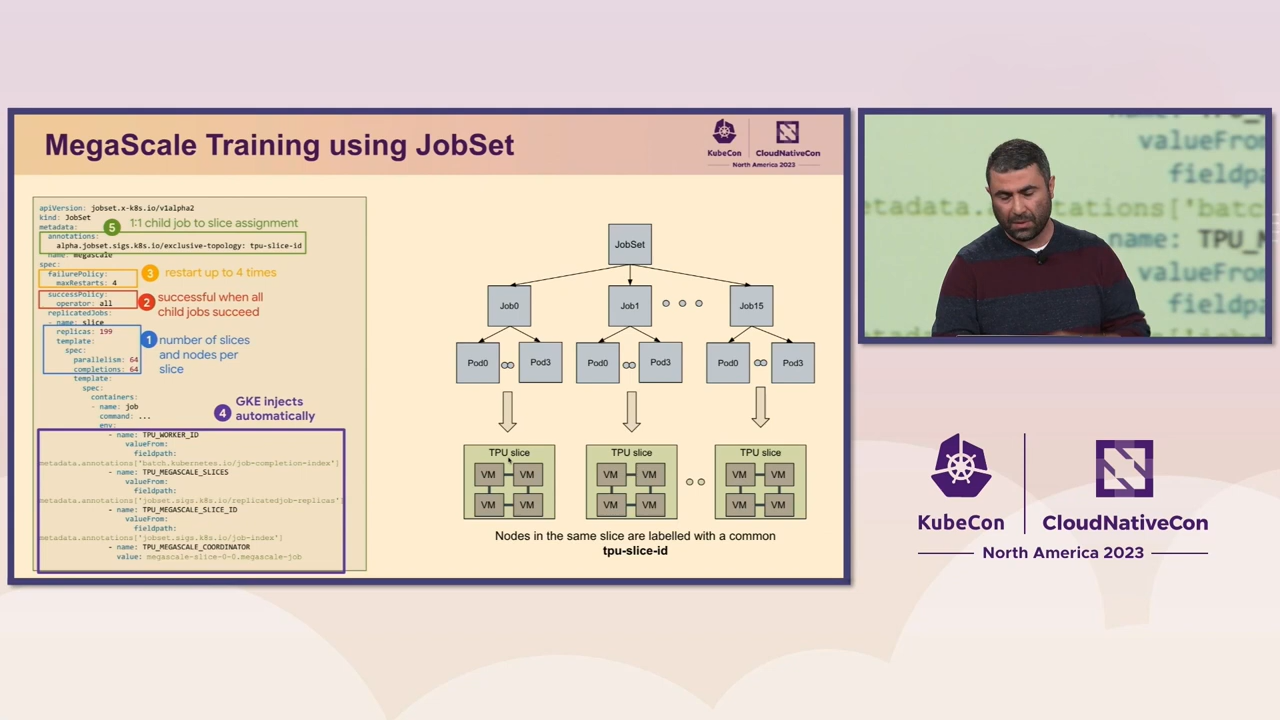 MegaScale Training using JobSet
KubeCon
CloudNativeCon
North America 2023
apiVersion: jobset.x-k8s.io/v1alpha2
kind: JobSet
metadata:
5
1:1 child job to slice assignment
annotations:
alpha.jobset.sigs.k8s.io/exclusive-topology: tpu-slice-id
name: megascale
spec:
failurePolicy:
maxRestarts: 4
3
restart up to 4 times
successPolicy:
operator: all
2
successful when all
child jobs succeed
replicatedJobs:
- name: slice
replicas: 199
template:
spec:
parallelism: 64
completions: 64
1
number of slices
and nodes per
slice
template:
spec:
containers:
- name: job
command: ...
env:
4
GKE injects
automatically
- name: TPU_WORKER_ID
valueFrom:
fieldpath:
metadata.annotations['batch.kubernetes.io/job-completion-index']
- name: TPU_MEGASCALE_SLICES
valueFrom:
fieldpath:
metadata.annotations['jobset.sigs.k8s.io/replicatedjob-replicas']
- name: TPU_MEGASCALE_SLICE_ID
valueFrom:
fieldpath:
metadata.annotations['jobset.sigs.k8s.io/job-index']
- name: TPU_MEGASCALE_COORDINATOR
value: megascale-slice-0-0.megascale-job
JobSet
Job0
Job1
Job15
Pod0
Pod3
Pod0
Pod3
Pod0
Pod3
TPU slice
VM
VM
VM
VM
TPU slice
VM
VM
VM
VM
TPU slice
VM
VM
VM
VM
Nodes in the same slice are labelled with a common
tpu-slice-id
valueFrom
fieldpa
etadata.annotations['batc
name: TPU_M
valueFrom
fieldpa
KubeCon
CloudNativeCon
North America 2023